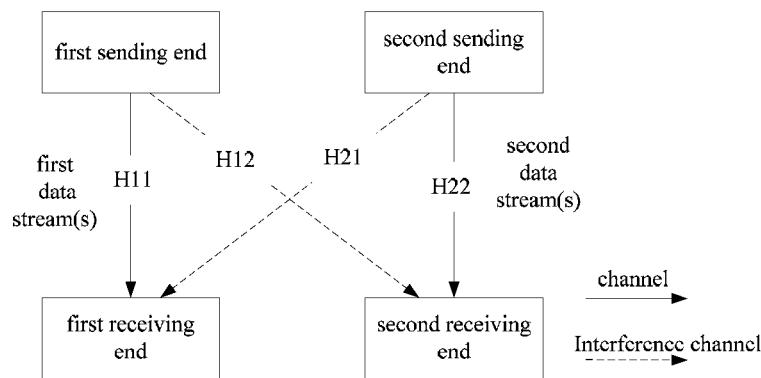 first sending end
second sending
end
first
data
stream(s)
H11
H12
H21
H22
second
data
stream(s)
first receiving
end
second receiving
end
channel
Interference channel